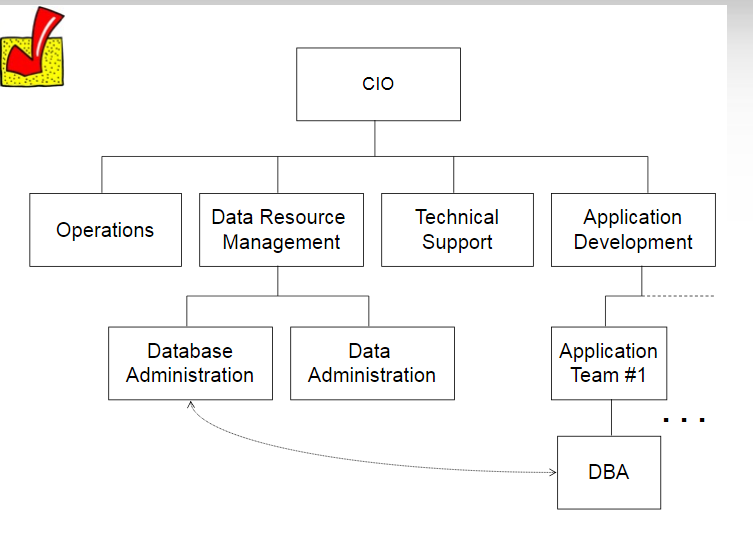 CIO
Operations
Data Resource
Management
Technical
Support
Application
Development
Database
Administration
Data
Administration
Application
Team #1
. . .
DBA